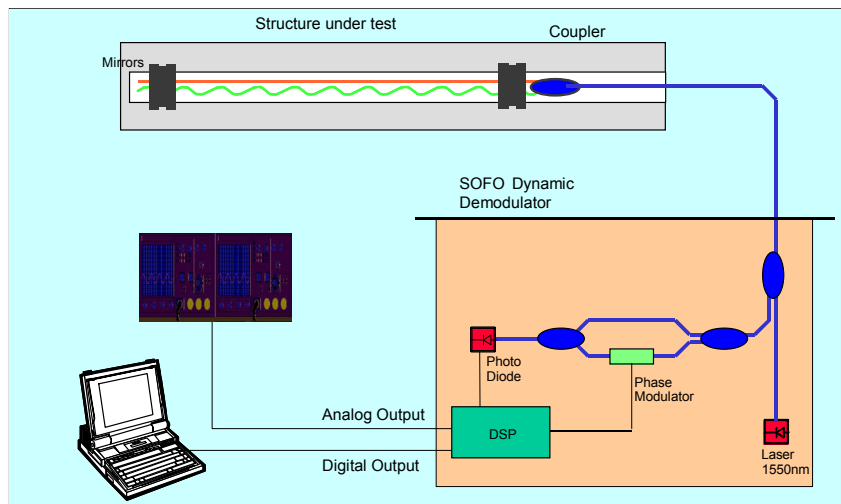 Structure under test
Coupler
Mirrors
SOFO Dynamic
Demodulator
Photo
Diode
Phase
Modulator
Analog Output
DSP
Digital Output
Laser
1550nm